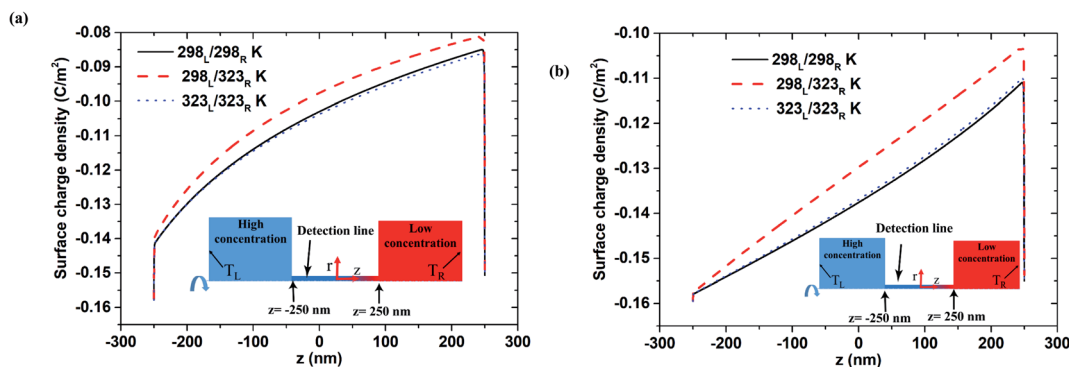 (a)
Surface charge density (C/m²)
-0.08
-0.09
-0.10
-0.11
-0.12
-0.13
-0.14
-0.15
-0.16
298L/298R K
298L/323R K
323L/323R K
High
concentration
Detection line
Low
concentration
TL
r
z
TR
z= -250 nm
z= 250 nm
-300 -200 -100 0 100 200 300
z (nm)
(b)
Surface charge density (C/m²)
-0.10
-0.11
-0.12
-0.13
-0.14
-0.15
-0.16
298L/298R K
298L/323R K
323L/323R K
High
concentration
Detection line
Low
concentration
TL
r
z
TR
z= -250 nm
z= 250 nm
-300 -200 -100 0 100 200 300
z (nm)